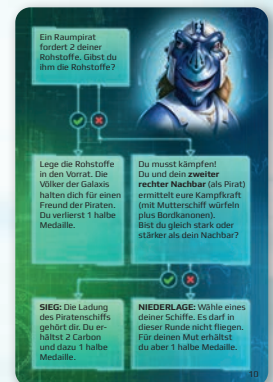 Ein Raumpirat
fordert 2 deiner
Rohstoffe. Gibst du
ihm die Rohstoffe?
Lege die Rohstoffe
in den Vorrat. Die
Völker der Galaxis
halten dich für einen
Freund der Piraten.
Du verlierst 1 halbe
Medaille.
Du musst kämpfen!
Du und dein zweiter
rechter Nachbar (als Pirat)
ermittelt eure Kampfkraft
(mit Mutterschiff würfeln
plus Bordkanonen).
Bist du gleich stark oder
stärker als dein Nachbar?
SIEG: Die Ladung
des Piratenschiffs
gehört dir. Du er-
hältst 2 Carbon
und dazu 1 halbe
Medaille.
NIEDERLAGE: Wähle eines
deiner Schiffe. Es darf in
dieser Runde nicht fliegen.
Für deinen Mut erhältst
du aber 1 halbe Medaille.
10